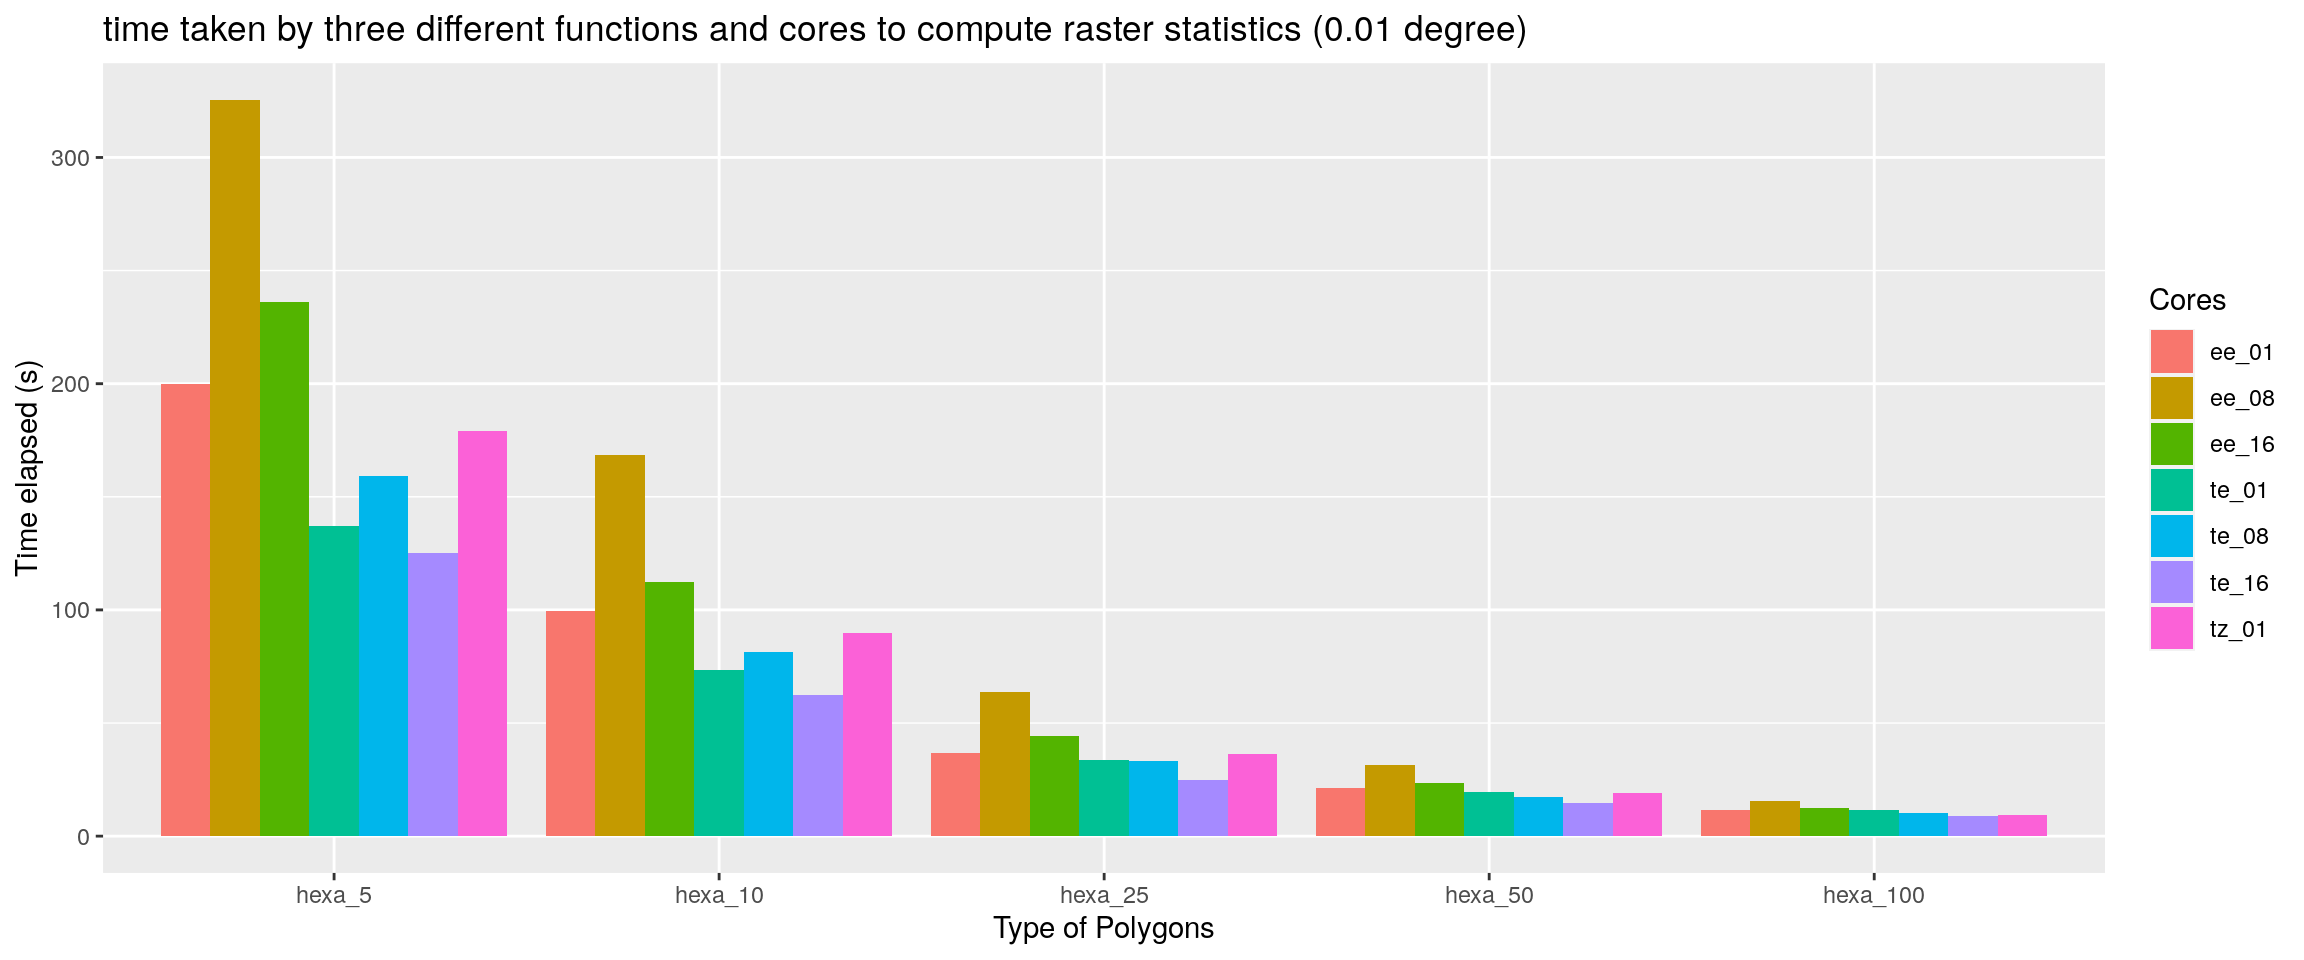 time taken by three different functions and cores to compute raster statistics (0.01 degree)
Time elapsed (s)
300
200
100
0
hexa_5 hexa_10 hexa_25 hexa_50 hexa_100
Type of Polygons
Cores
ee_01
ee_08
ee_16
te_01
te_08
te_16
tz_01